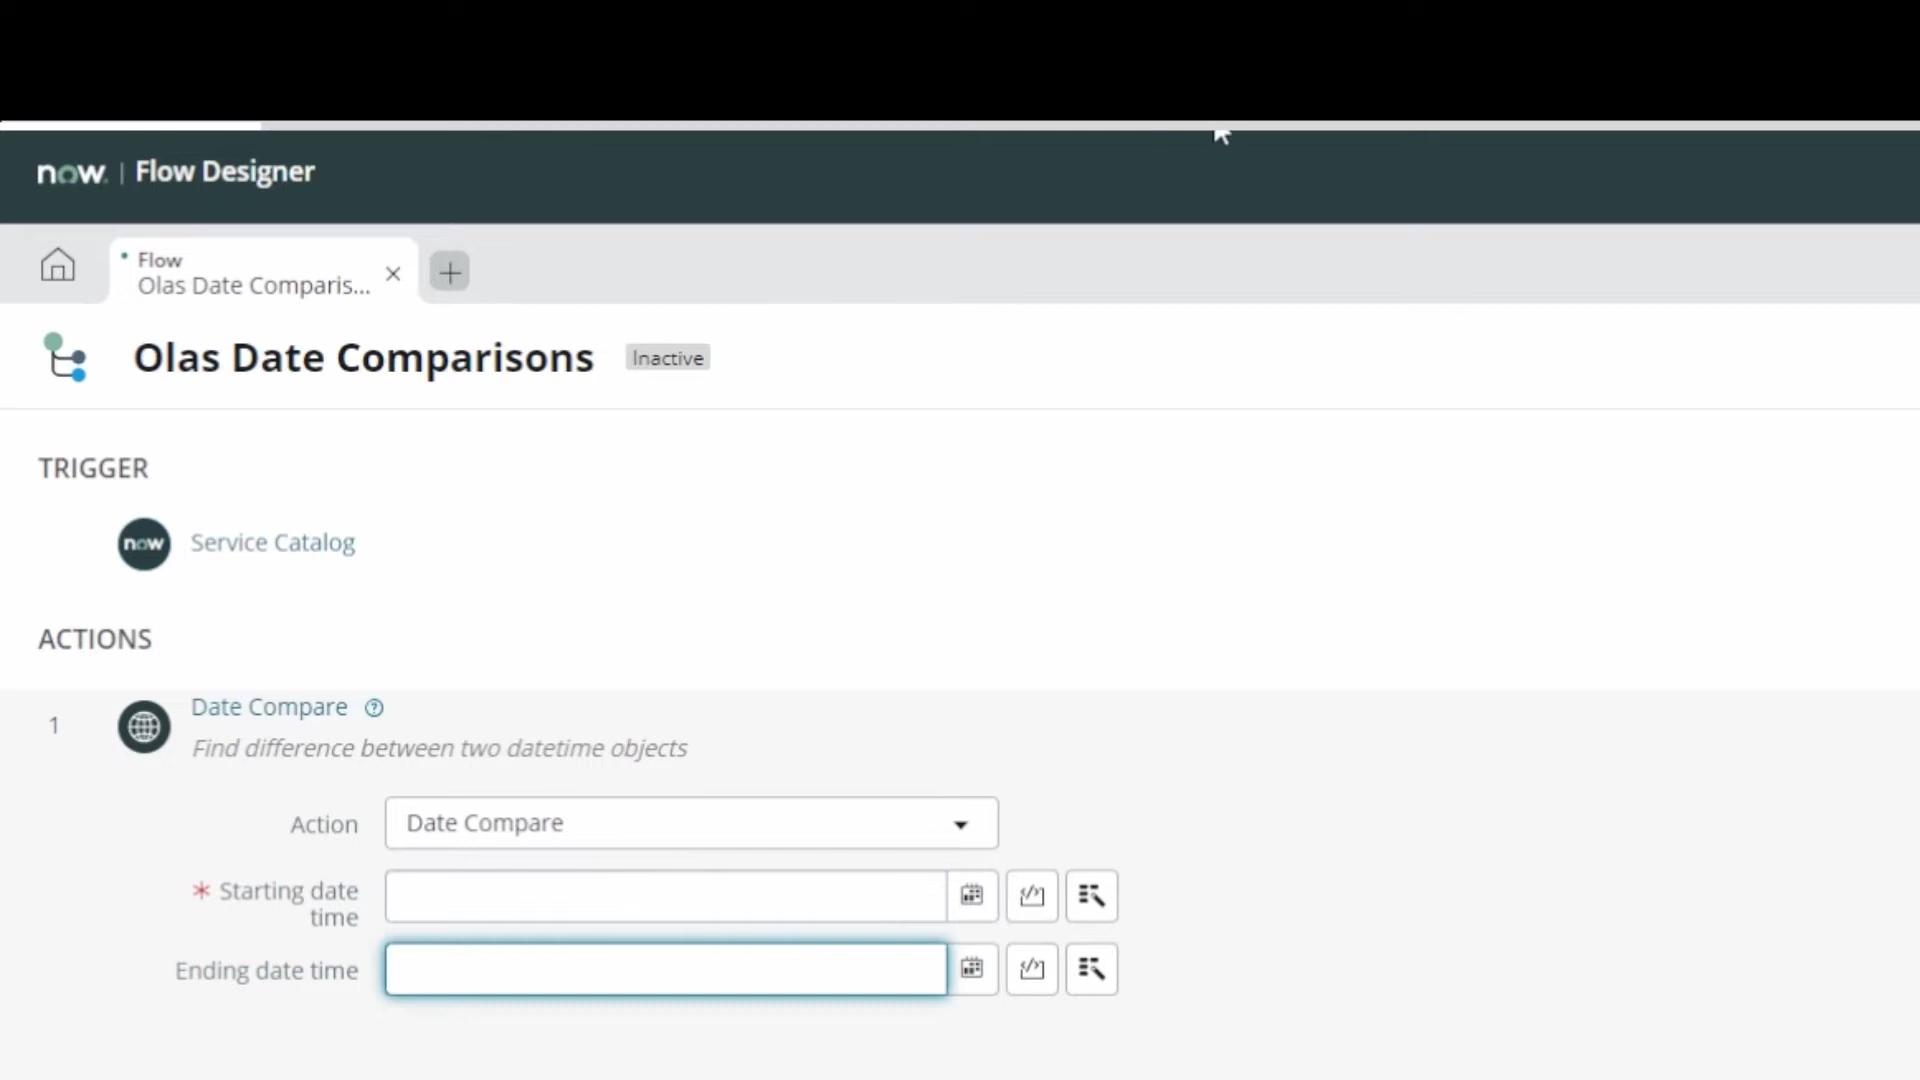 now. | Flow Designer
Flow
Olas Date Comparis...
Olas Date Comparisons
Inactive
TRIGGER
now
Service Catalog
ACTIONS
1
Date Compare
Find difference between two datetime objects
Action
Date Compare
* Starting date
time
Ending date time